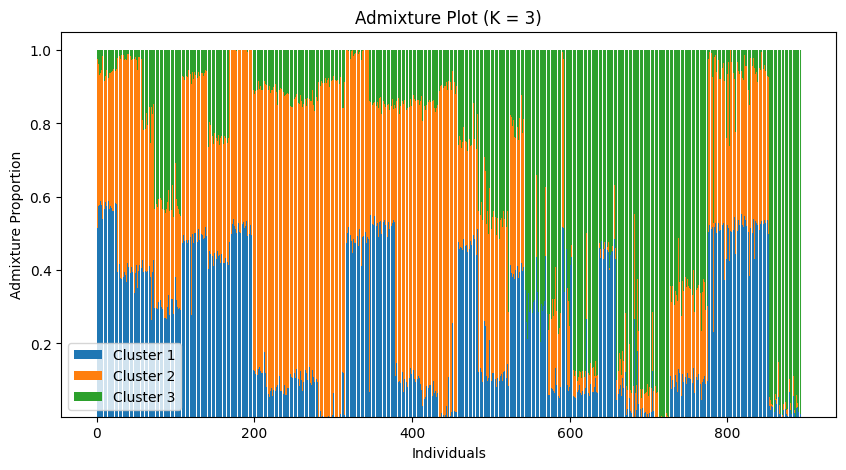 Admixture Plot (K = 3)
1.0
0.8
0.6
0.4
0.2
Admixture Proportion
Cluster 1
Cluster 2
Cluster 3
0
200
400
600
800
Individuals